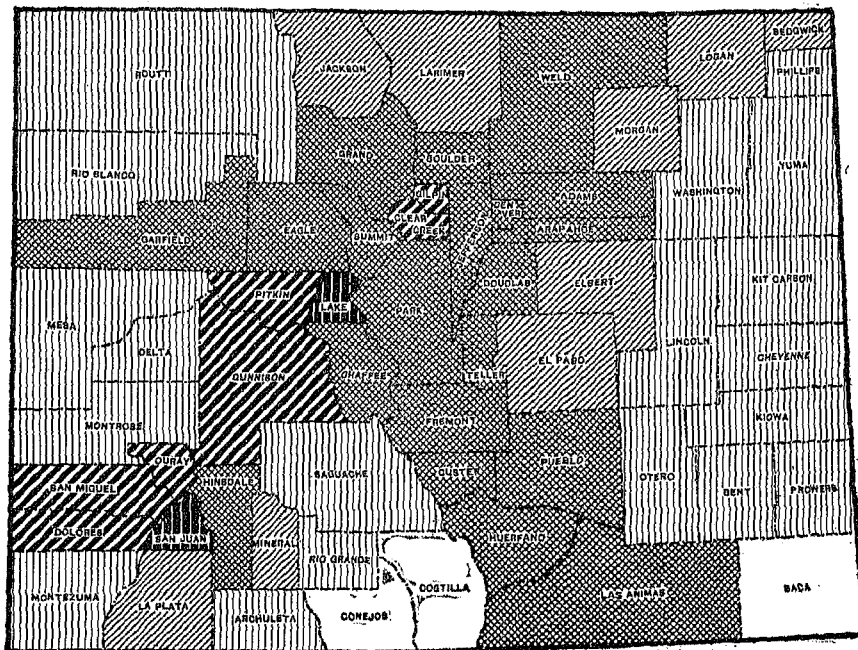 SEDGWICK
LOGAN
ROUTT
JACKSON
LARIMER
WELD
PHILLIPS
MORGAN
GRAND
BOULDER
YUMA
RIO BLANCO
WASHINGTON
GILPIN
ADAMS
DENVER
CLEAR
CREEK
EAGLE
SUMMIT
ARAPAHOE
GARFIELD
JEFFERSON
DOUGLAS
ELBERT
KIT CARSON
PITKIN
LAKE
PARK
MESA
LINCOLN
DELTA
CHEYENNE
EL PASO
GUNNISON
CHAFFEE
TELLER
KIOWA
FREMONT
MONTROSE
OURAY
SAGUACHE
CUSTER
PUEBLO
OTERO
BENT
PROWERS
SAN MIGUEL
HINSDALE
DOLORES
SAN JUAN
MINERAL
RIO GRANDE
HUERFANO
COSTILLA
MONTEZUMA
LA PLATA
ARCHULETA
CONEJOS
LAS ANIMAS
BACA